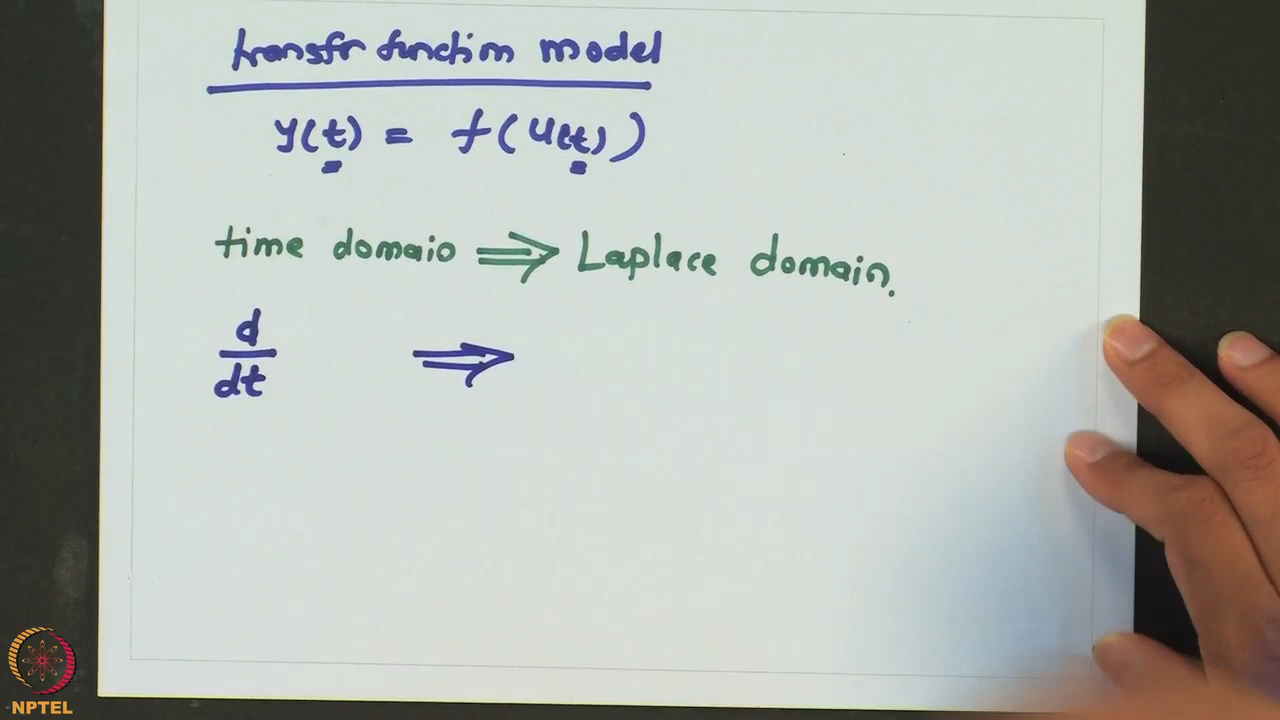 transfr function model
y(t) = f(u(t))
time domain ⇒ Laplace domain.
d/dt ⇒
NPTEL